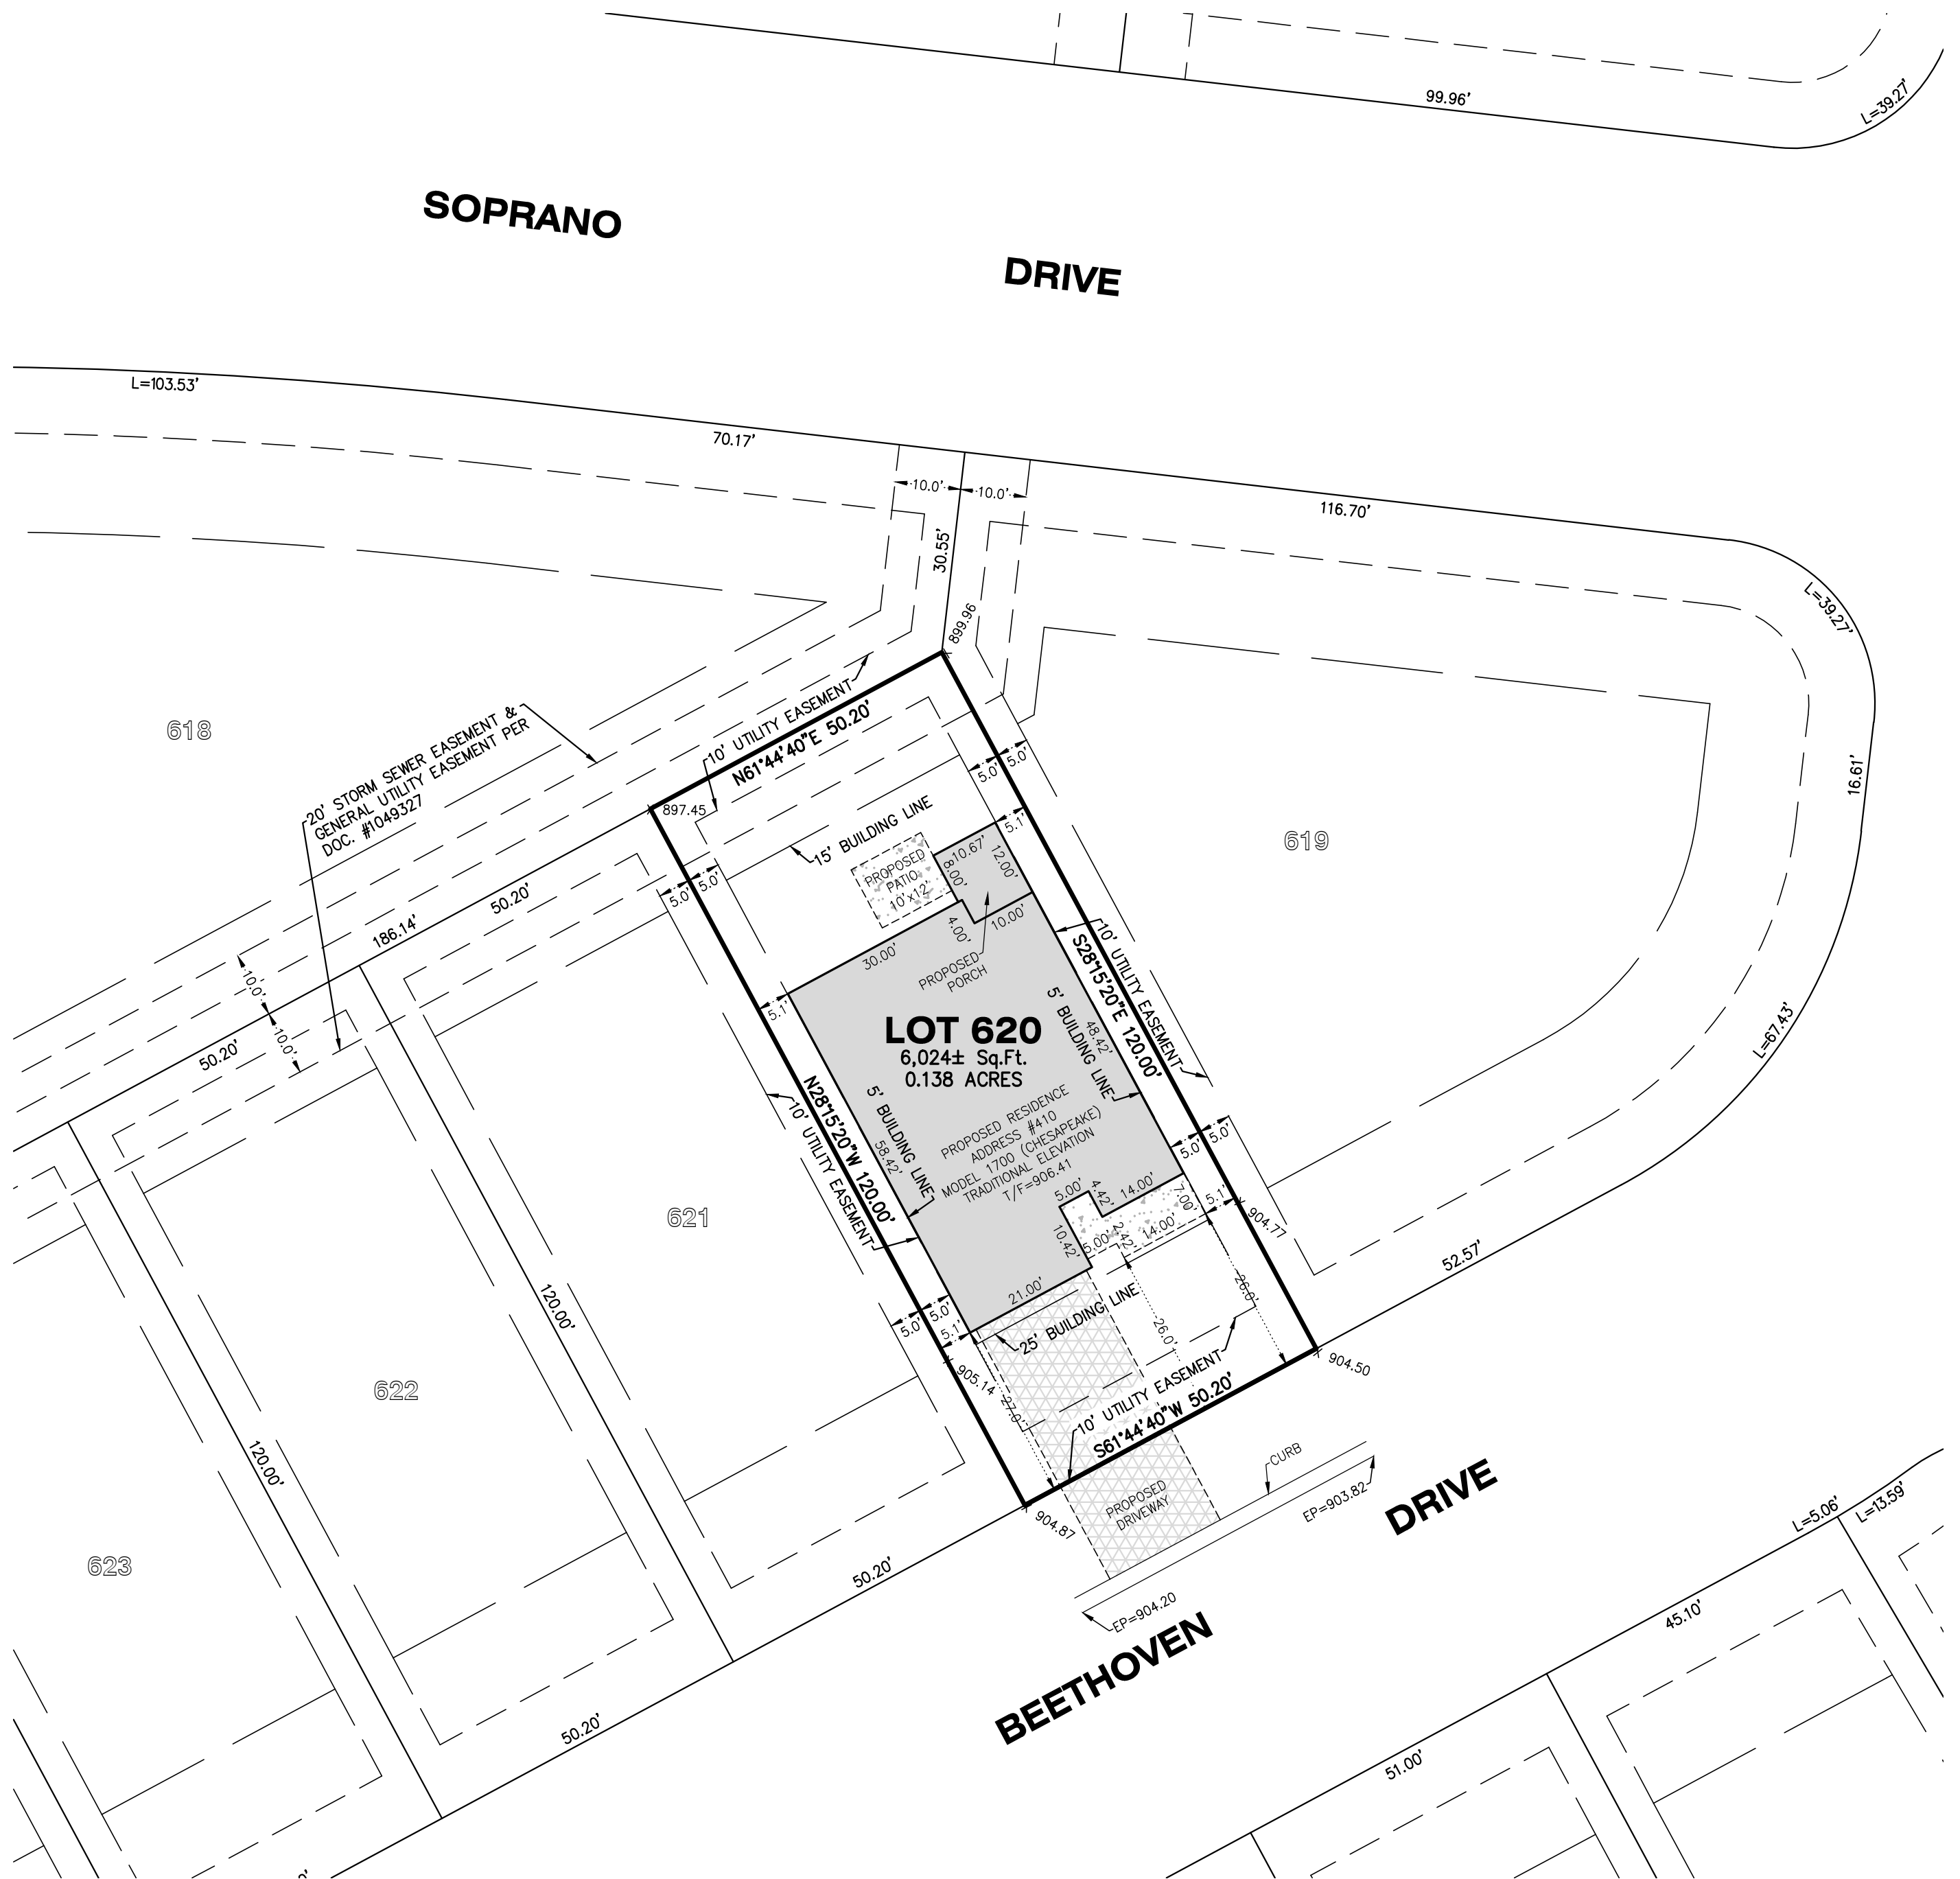 99.96'
L=39.27'
SOPRANO
DRIVE
L=103.53'
70.17'
10.0'
10.0'
116.70'
30.55'
L=39.27'
899.96
618
20' STORM SEWER EASEMENT &
GENERAL UTILITY EASEMENT PER
DOC. #1049327
10' UTILITY EASEMENT
N61°44'40"E 50.20'
897.45
15' BUILDING LINE
5.0'
5.0'
16.61'
619
5.1'
PROPOSED
PATIO
10'x12'
10.67'
8.00'
12.00'
5.0'
5.0'
50.20'
186.14'
4.00'
10.00'
30.00'
PROPOSED
PORCH
10' UTILITY EASEMENT
S28°15'20"E 120.00'
10.0'
10.0'
50.20'
5.1'
5' BUILDING LINE
48.42'
LOT 620
6,024± Sq.Ft.
0.138 ACRES
L=67.43'
N28°15'20"W 120.00'
10' UTILITY EASEMENT
5' BUILDING LINE
58.42'
PROPOSED RESIDENCE
ADDRESS #410
MODEL 1700 (CHESAPEAKE)
TRADITIONAL ELEVATION
T/F=906.41
5.0'
5.0'
5.00'
4.42'
14.00'
7.00'
5.1'
904.77
621
10.42'
5.00'
2.42'
14.00'
52.57'
21.00'
25' BUILDING LINE
26.0'
26.0'
5.0'
5.0'
5.1'
905.14
27.0'
120.00'
904.50
10' UTILITY EASEMENT
S61°44'40"W 50.20'
622
120.00'
CURB
EP=903.82
PROPOSED
DRIVEWAY
904.87
DRIVE
L=5.06'
L=13.59'
623
50.20'
EP=904.20
BEETHOVEN
45.10'
50.20'
51.00'